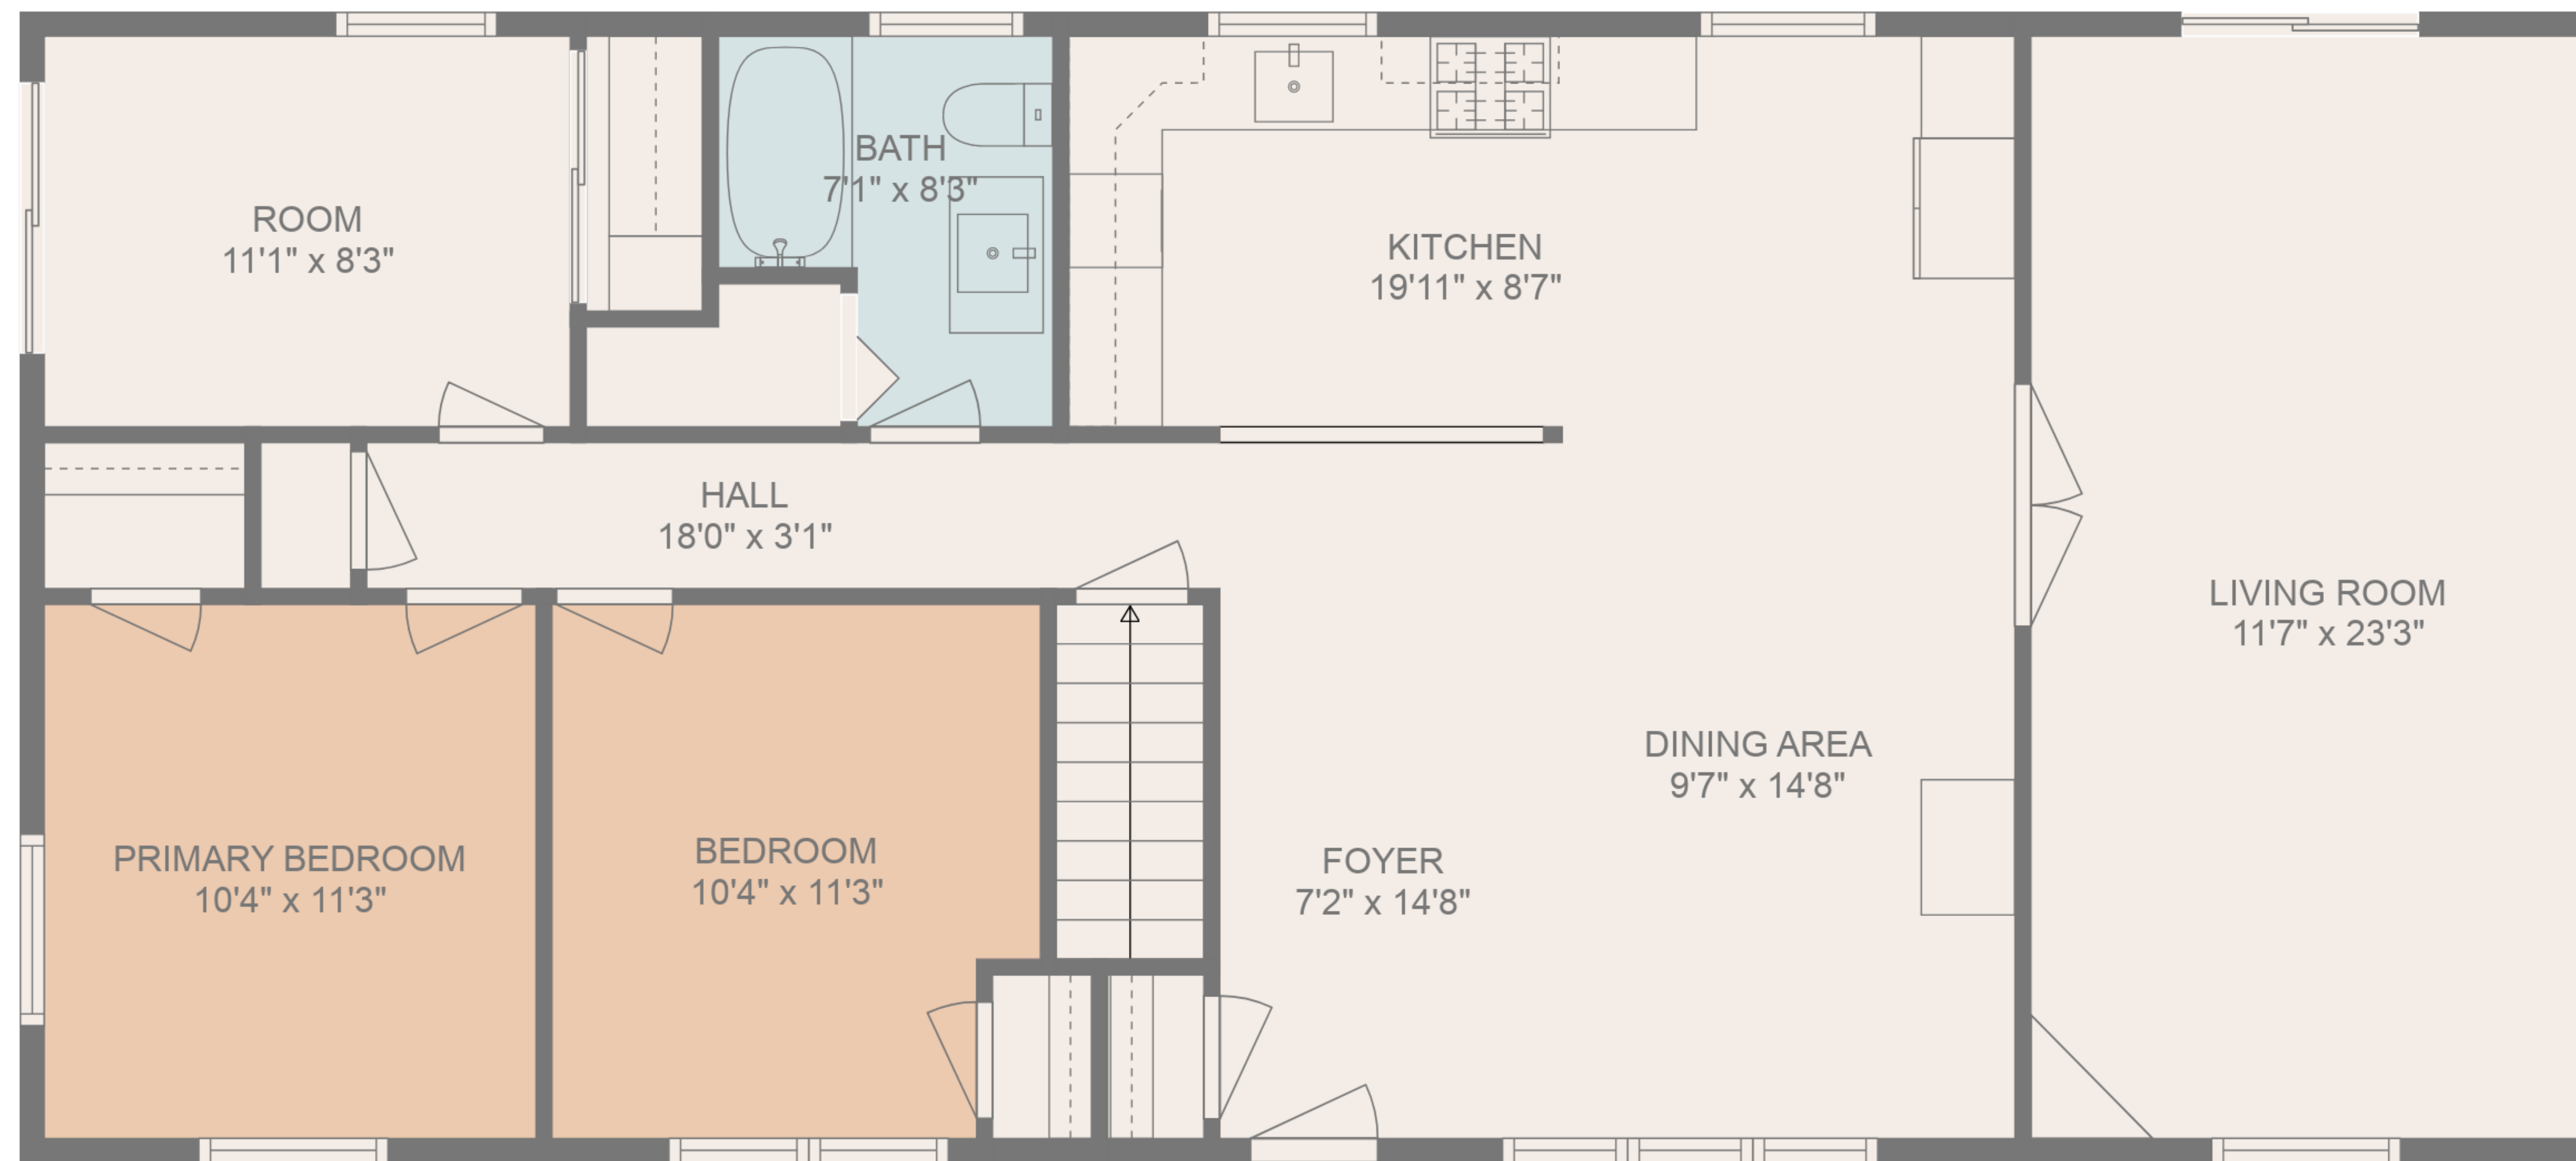 ROOM
11'1" x 8'3"
BATH
7'1" x 8'3"
KITCHEN
19'11" x 8'7"
HALL
18'0" x 3'1"
LIVING ROOM
11'7" x 23'3"
DINING AREA
9'7" x 14'8"
PRIMARY BEDROOM
10'4" x 11'3"
BEDROOM
10'4" x 11'3"
FOYER
7'2" x 14'8"